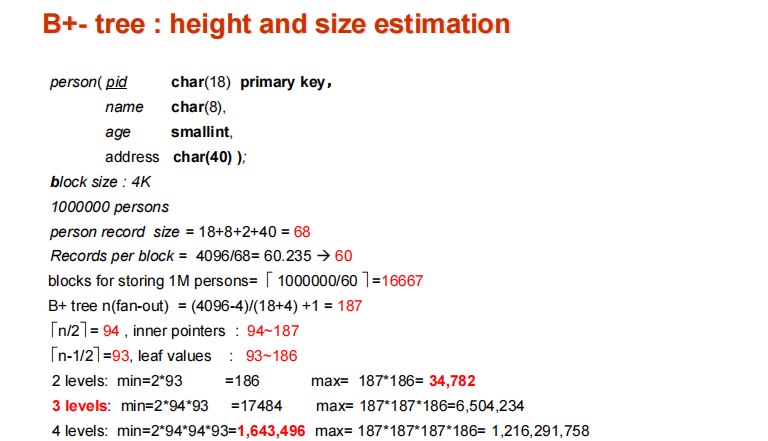 B+- tree : height and size estimation
person( pid char(18) primary key，
name char(8),
age smallint,
address char(40) );
block size : 4K
1000000 persons
person record size = 18+8+2+40 = 68
Records per block = 4096/68= 60.235 → 60
blocks for storing 1M persons= ⎡ 1000000/60 ⎤=16667
B+ tree n(fan-out) = (4096-4)/(18+4) +1 = 187
⎡n/2⎤= 94 , inner pointers : 94~187
⎡n-1/2⎤=93, leaf values : 93~186
2 levels: min=2*93 =186 max= 187*186= 34,782
3 levels: min=2*94*93 =17484 max= 187*187*186=6,504,234
4 levels: min=2*94*94*93=1,643,496 max= 187*187*187*186= 1,216,291,758